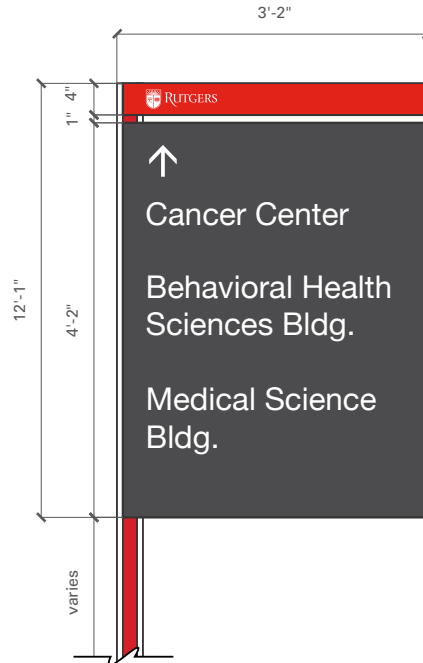 3'-2"
4"
RUTGERS
1"
↑
Cancer Center
Behavioral Health
Sciences Bldg.
Medical Science
Bldg.
12'-1"
4'-2"
varies